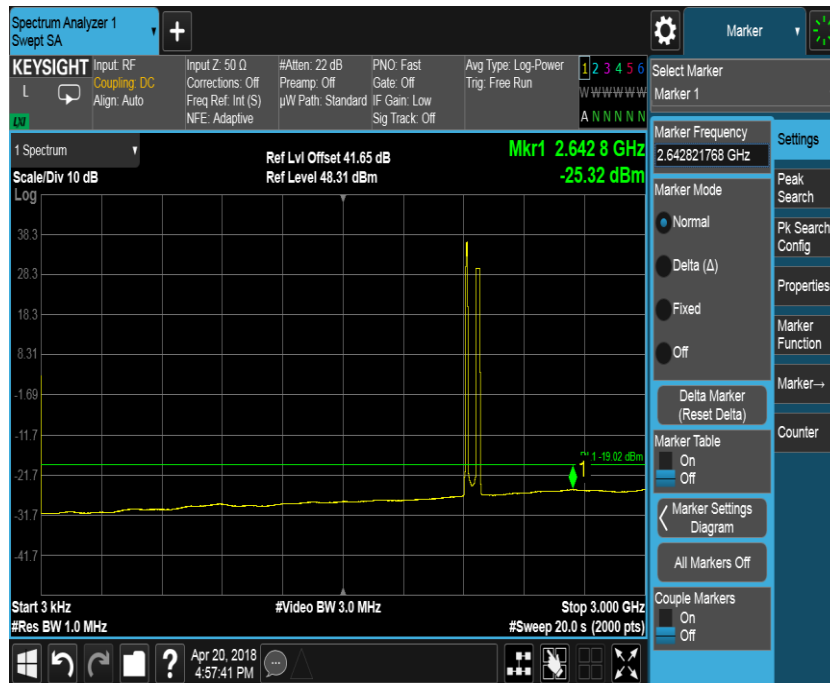 Spectrum Analyzer 1
Swept SA
+
Marker
KEYSIGHT
L
LXI
Input: RF
Coupling: DC
Align: Auto
Input Z: 50 Ω
Corrections: Off
Freq Ref: Int (S)
NFE: Adaptive
#Atten: 22 dB
Preamp: Off
µW Path: Standard
PNO: Fast
Gate: Off
IF Gain: Low
Sig Track: Off
Avg Type: Log-Power
Trig: Free Run
1 2 3 4 5 6
W W W W W W
A N N N N N
Select Marker
Marker 1
1 Spectrum
Scale/Div 10 dB
Log
Ref Lvl Offset 41.65 dB
Ref Level 48.31 dBm
Mkr1 2.642 8 GHz
-25.32 dBm
38.3
28.3
18.3
8.31
-1.69
-11.7
-21.7
-31.7
-41.7
1 -19.02 dBm
1
Start 3 kHz
#Res BW 1.0 MHz
#Video BW 3.0 MHz
Stop 3.000 GHz
#Sweep 20.0 s (2000 pts)
Marker Frequency
2.642821768 GHz
Marker Mode
Normal
Delta (Δ)
Fixed
Off
Delta Marker
(Reset Delta)
Marker Table
On
Off
Marker Settings
Diagram
All Markers Off
Couple Markers
On
Off
Settings
Peak
Search
Pk Search
Config
Properties
Marker
Function
Marker→
Counter
?
Apr 20, 2018
4:57:41 PM